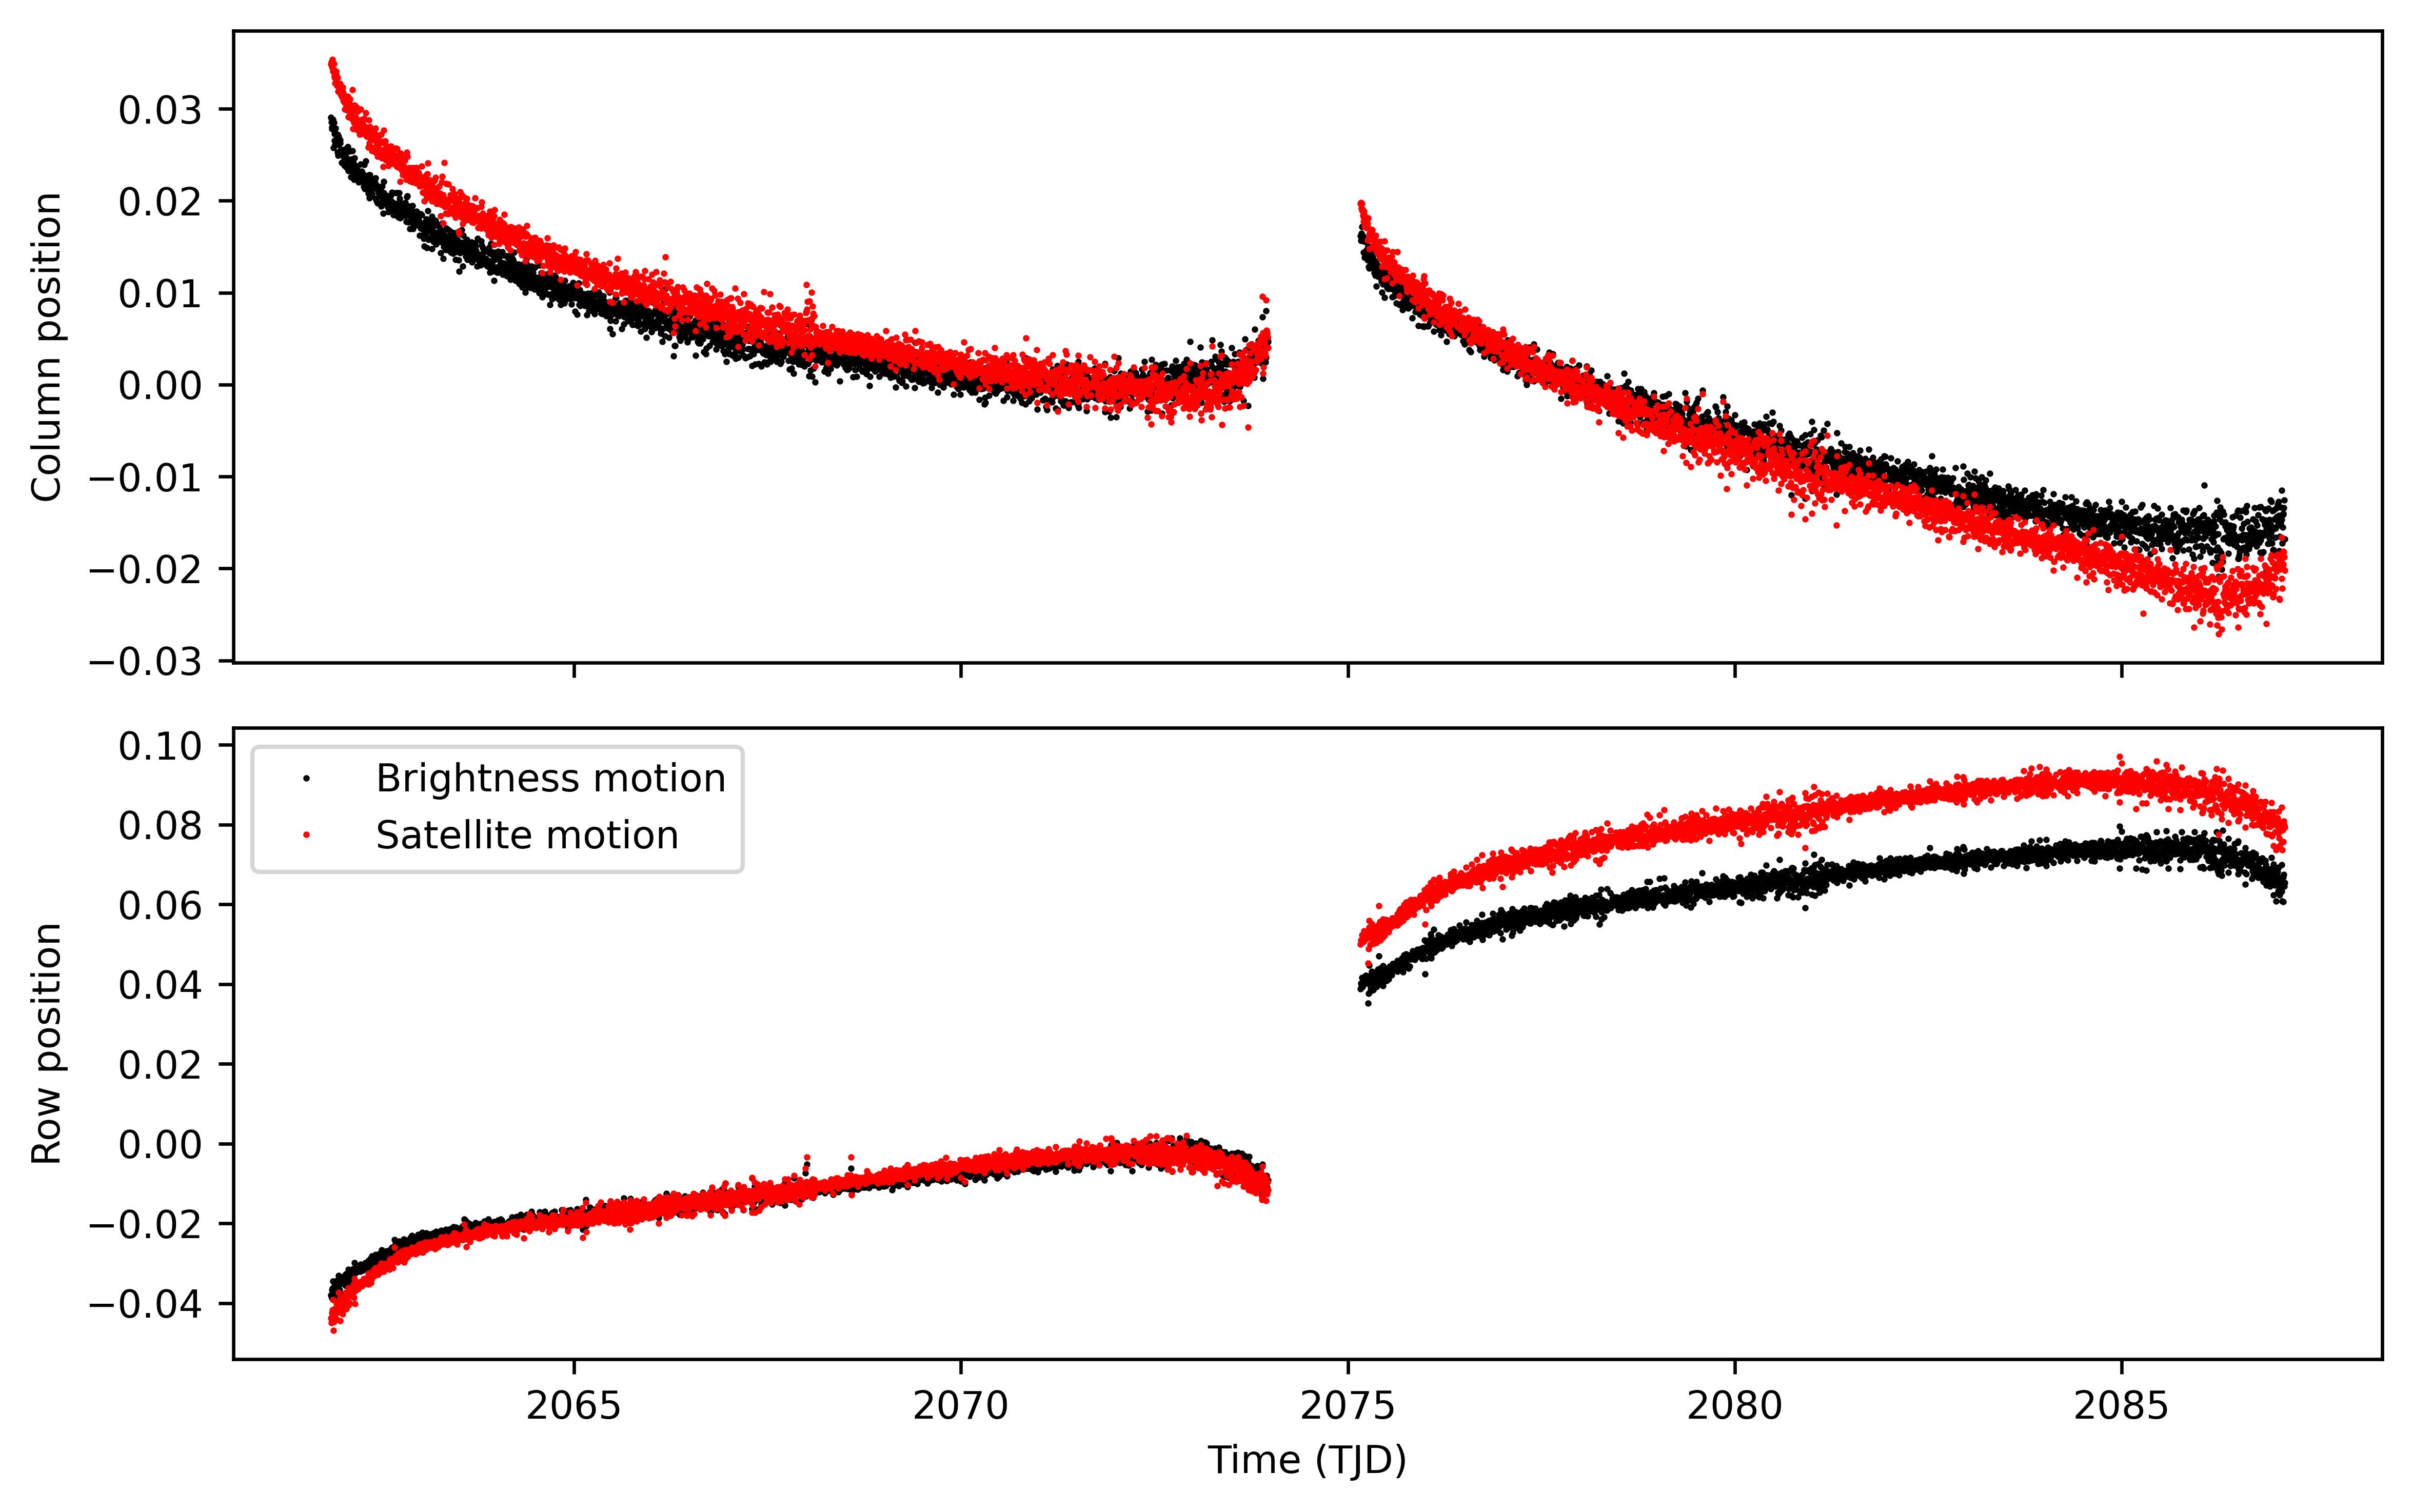 Column position
0.03
0.02
0.01
0.00
−0.01
−0.02
−0.03
Row position
0.10
0.08
0.06
0.04
0.02
0.00
−0.02
−0.04
Brightness motion
Satellite motion
2065 2070 2075 2080 2085
Time (TJD)